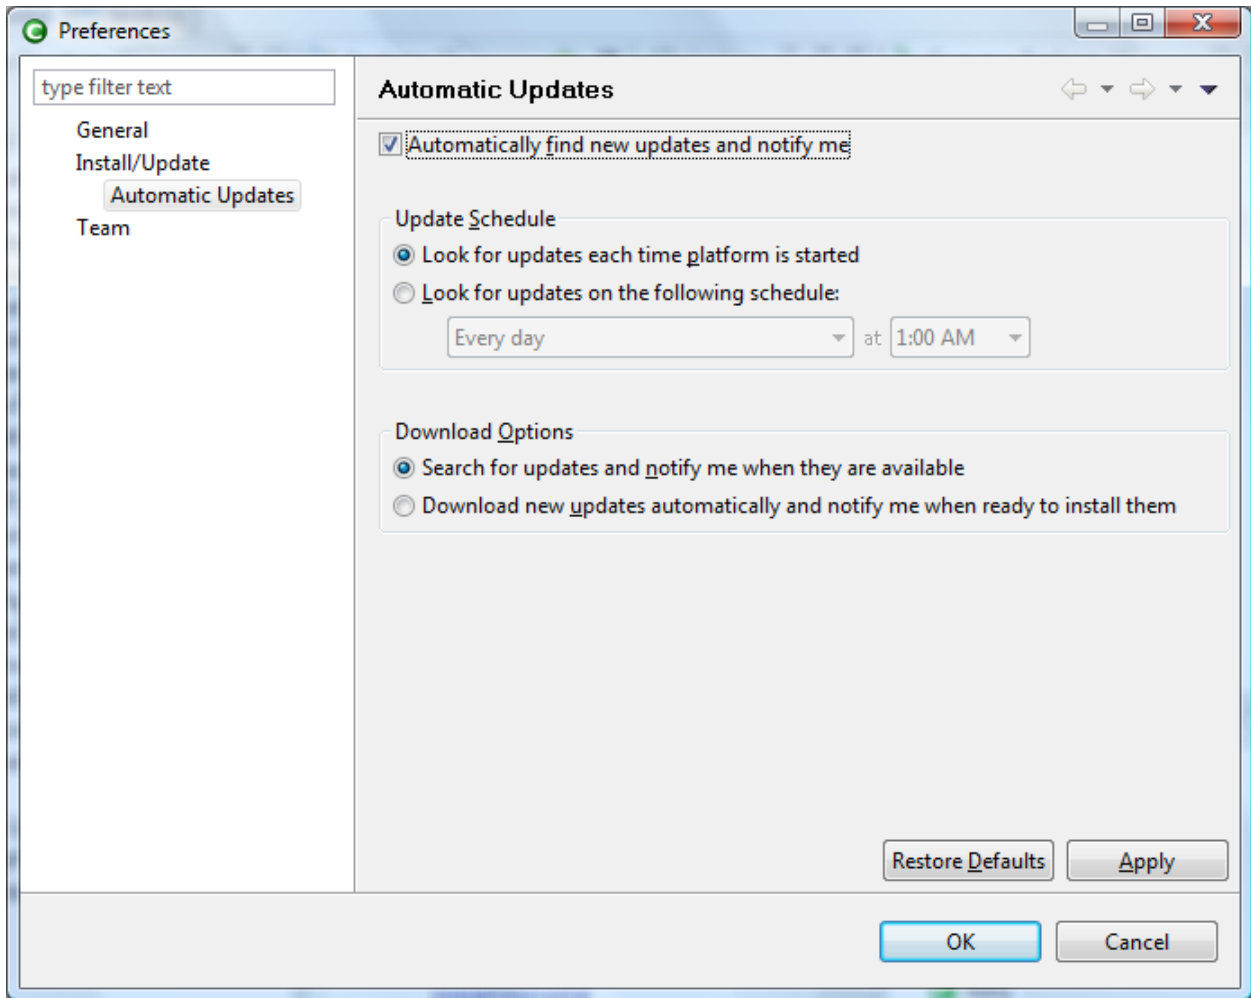 Preferences
type filter text
General
Install/Update
Automatic Updates
Team
Automatic Updates
Automatically find new updates and notify me
Update Schedule
Look for updates each time platform is started
Look for updates on the following schedule:
Every day at 1:00 AM
Download Options
Search for updates and notify me when they are available
Download new updates automatically and notify me when ready to install them
Restore Defaults Apply
OK Cancel